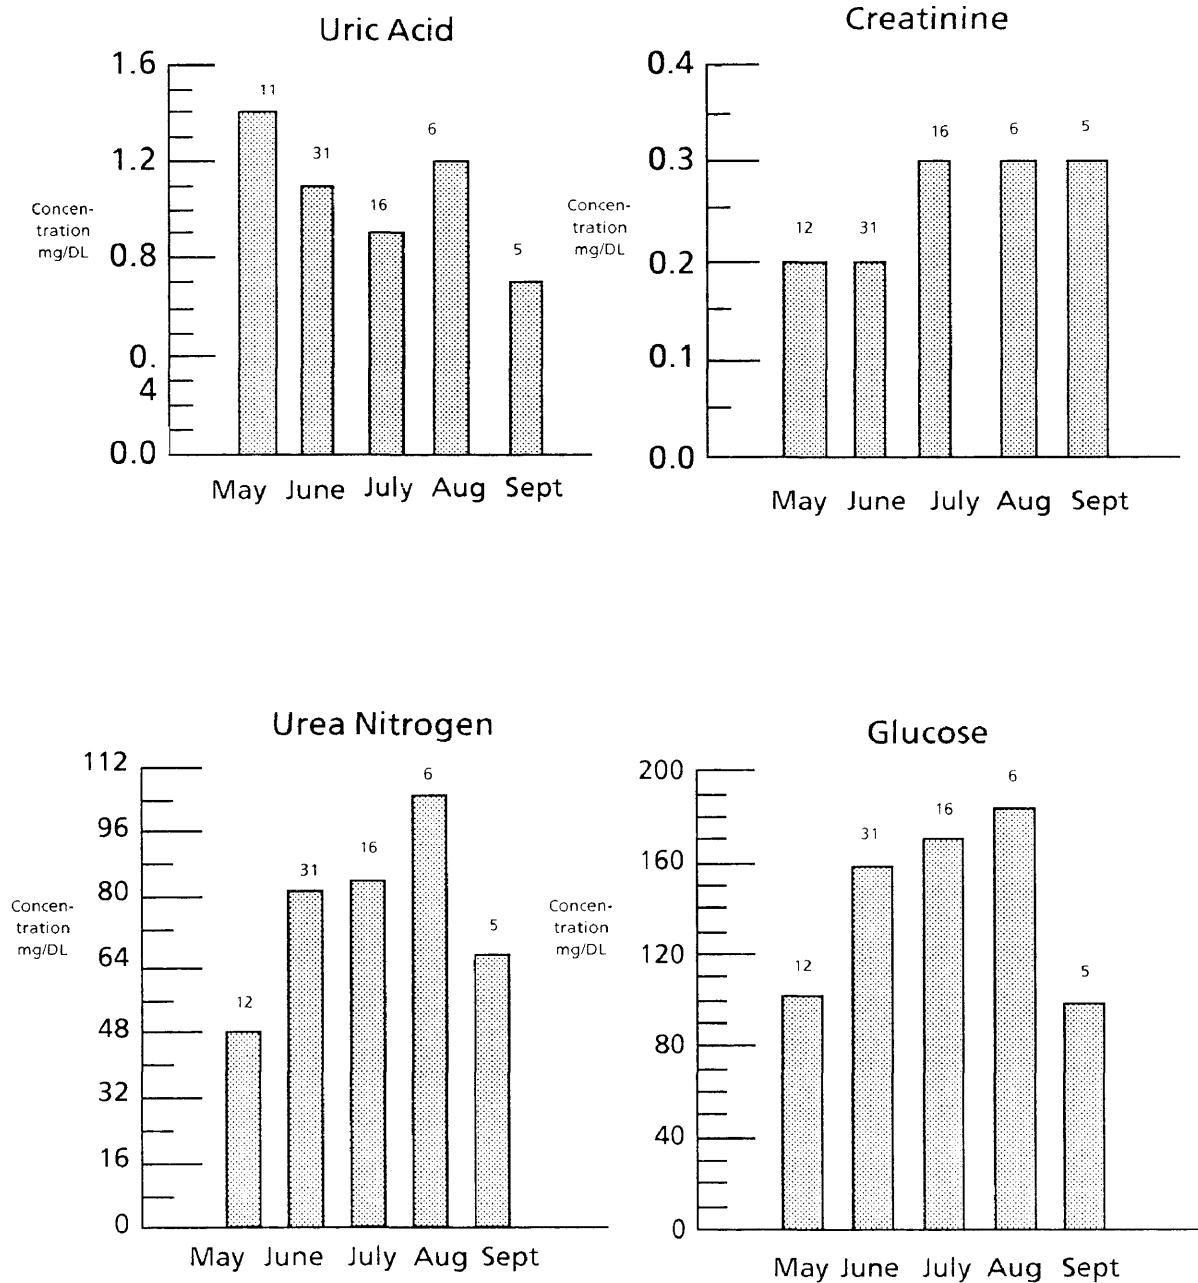 Uric Acid
1.6
1.2
0.8
0.
4
0.0
Concen-
tration
mg/DL
11
31
16
6
5
May June July Aug Sept
Creatinine
0.4
0.3
0.2
0.1
0.0
Concen-
tration
mg/DL
12
31
16
6
5
May June July Aug Sept
Urea Nitrogen
112
96
80
64
48
32
16
0
Concen-
tration
mg/DL
12
31
16
6
5
May June July Aug Sept
Glucose
200
160
120
80
40
0
Concen-
tration
mg/DL
12
31
16
6
5
May June July Aug Sept